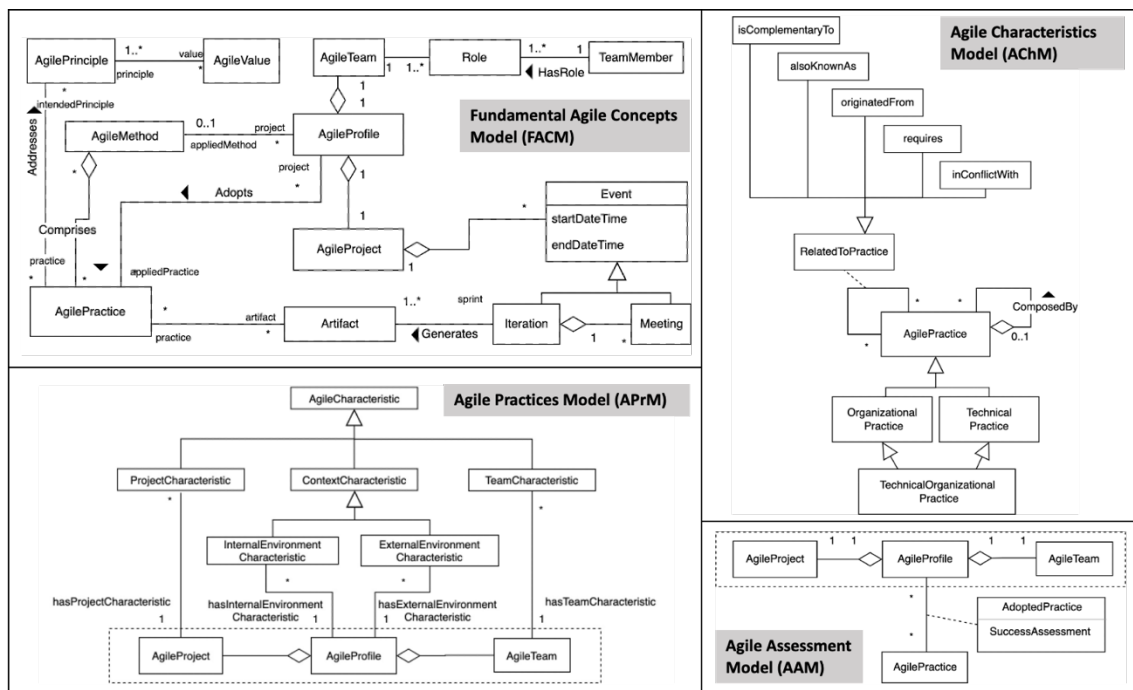 AgilePrinciple
1..*
value
*
principle
AgileValue
AgileTeam
1
1..*
Role
1..*
1
HasRole
TeamMember
*
intendedPrinciple
Addresses
AgileMethod
0..1
appliedMethod
project
*
AgileProfile
1
1
Fundamental Agile Concepts
Model (FACM)
project
*
Adopts
*
Comprises
1
1
AgileProject
1
*
Event
startDateTime
endDateTime
practice
*
*
*
appliedPractice
AgilePractice
*
practice
artifact
*
Artifact
1..*
Generates
sprint
Iteration
1
*
Meeting
Agile Characteristics
Model (AChM)
isComplementaryTo
alsoKnownAs
originatedFrom
requires
inConflictWith
RelatedToPractice
*
*
*
ComposedBy
0..1
AgilePractice
Organizational
Practice
Technical
Practice
TechnicalOrganizational
Practice
Agile Practices Model (APrM)
AgileCharacteristic
ProjectCharacteristic
ContextCharacteristic
TeamCharacteristic
*
*
InternalEnvironment
Characteristic
ExternalEnvironment
Characteristic
*
*
hasProjectCharacteristic
hasInternalEnvironment
Characteristic
hasExternalEnvironment
Characteristic
hasTeamCharacteristic
1
1
1
1
AgileProject
AgileProfile
AgileTeam
AgileProject
1
1
AgileProfile
1
1
AgileTeam
*
*
AdoptedPractice
SuccessAssessment
AgilePractice
Agile Assessment
Model (AAM)